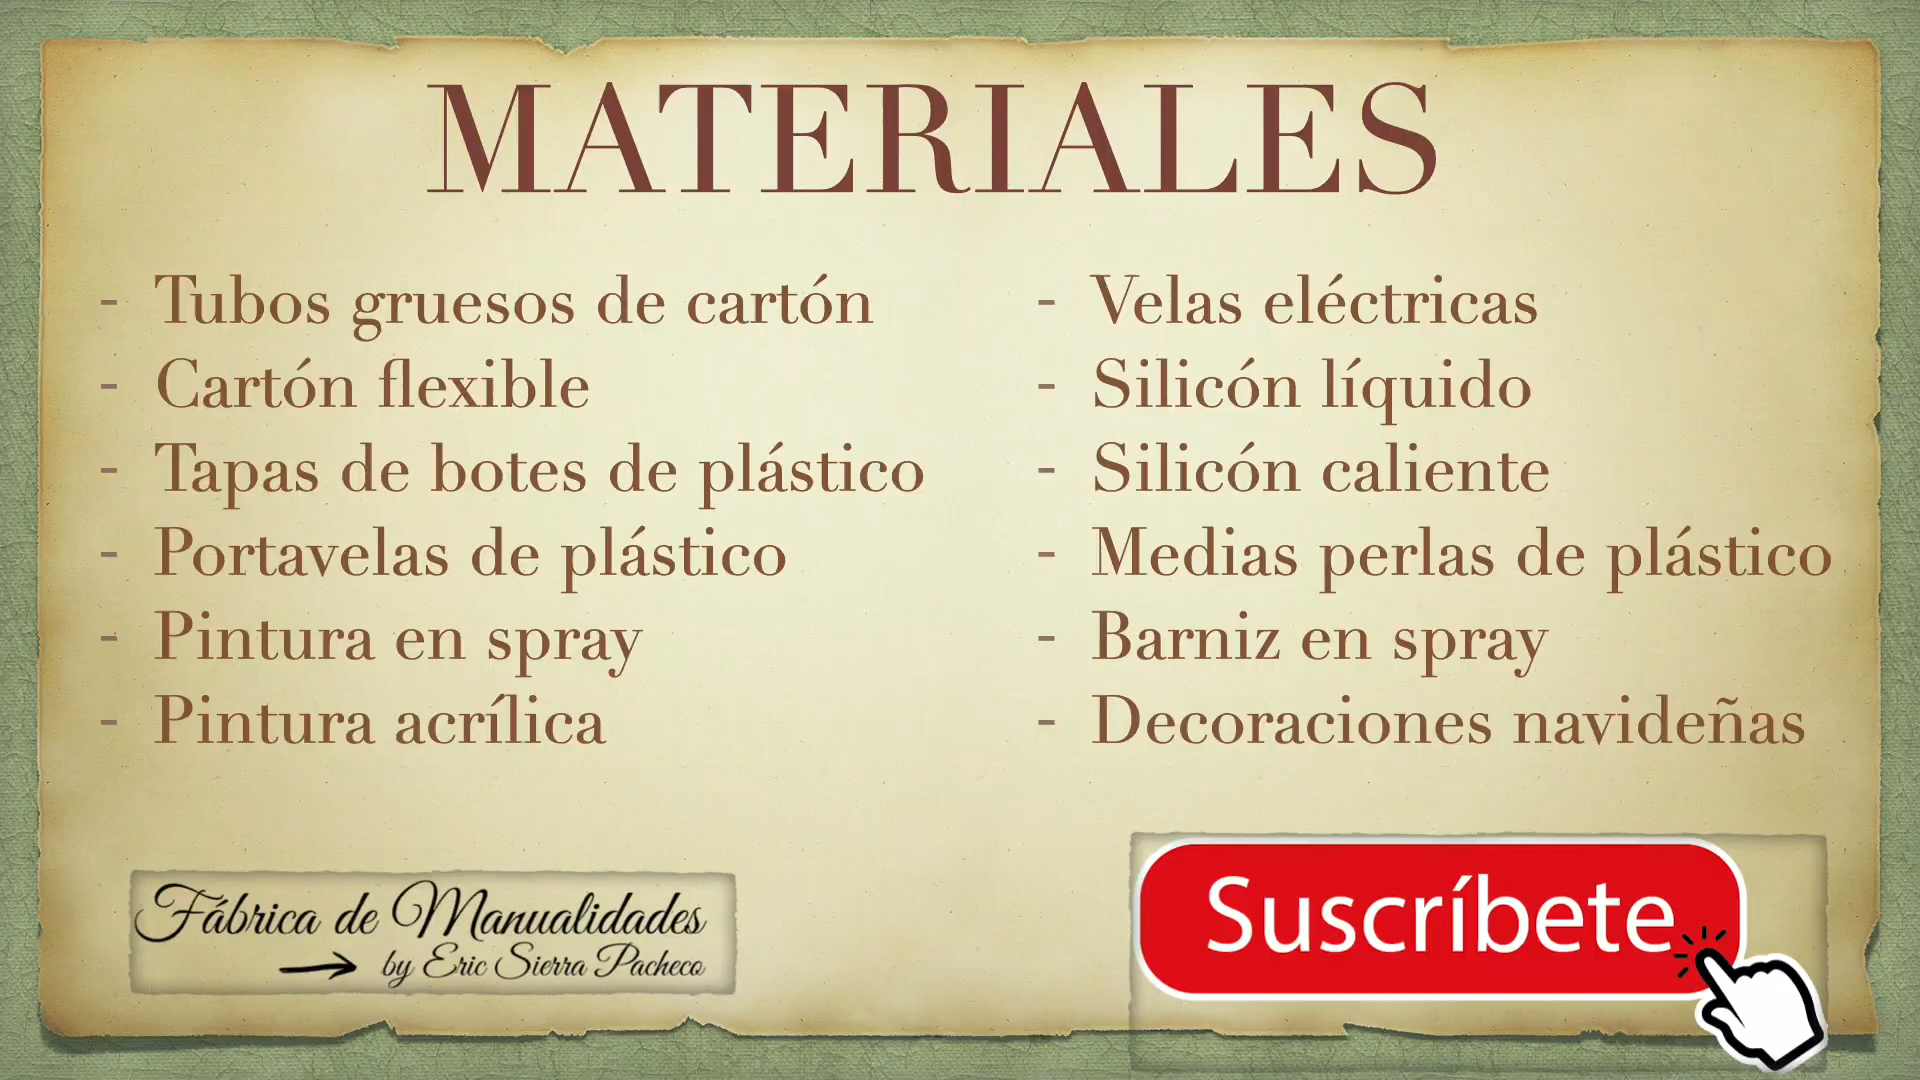 MATERIALES
- Tubos gruesos de cartón
- Cartón flexible
- Tapas de botes de plástico
- Portavelas de plástico
- Pintura en spray
- Pintura acrílica
- Velas eléctricas
- Silicón líquido
- Silicón caliente
- Medias perlas de plástico
- Barniz en spray
- Decoraciones navideñas
Fábrica de Manualidades
by Eric Sierra Pacheco
Suscríbete